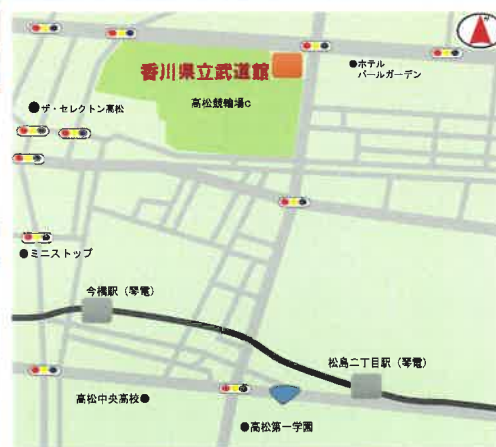 香川県立武道館
●ホテル
パールガーデン
高松競輪場c
●ザ・セレクトン高松
●ミニストップ
今橋駅（琴電）
松島二丁目駅（琴電）
高松中央高校●
●高松第一学園